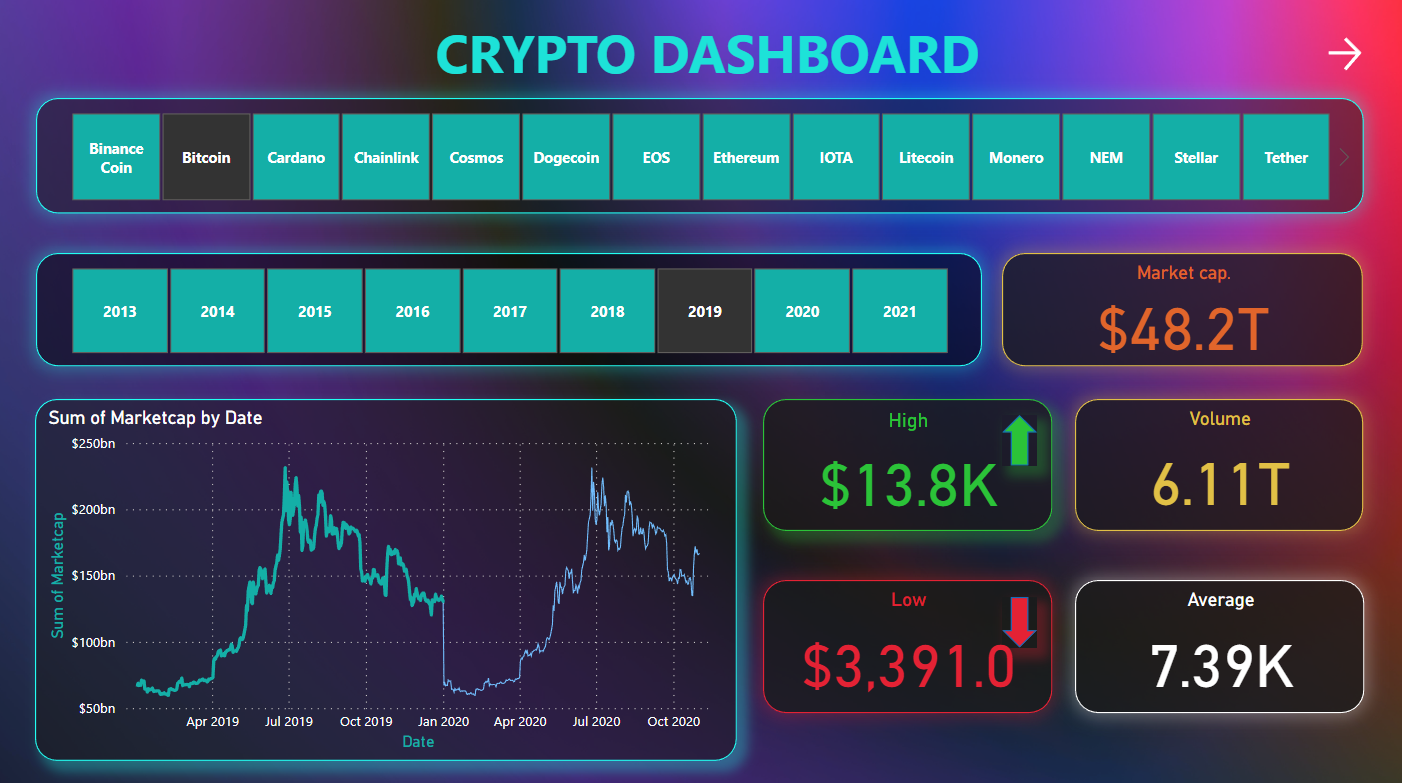 CRYPTO DASHBOARD
Binance
Coin
Bitcoin
Cardano
Chainlink
Cosmos
Dogecoin
EOS
Ethereum
IOTA
Litecoin
Monero
NEM
Stellar
Tether
2013
2014
2015
2016
2017
2018
2019
2020
2021
Market cap.
$48.2T
Sum of Marketcap by Date
Sum of Marketcap
$250bn
$200bn
$150bn
$100bn
$50bn
Apr 2019
Jul 2019
Oct 2019
Jan 2020
Apr 2020
Jul 2020
Oct 2020
Date
High
$13.8K
Volume
6.11T
Low
$3,391.0
Average
7.39K